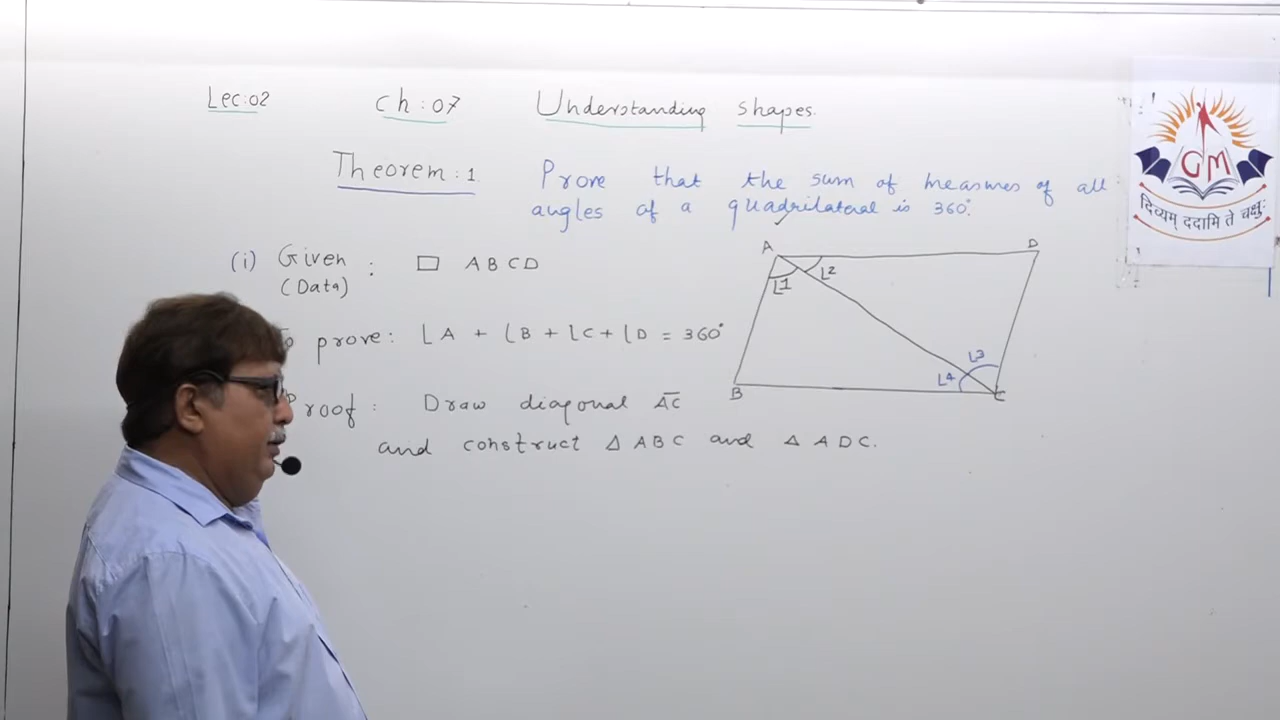 Lec:02 Ch:07 Understanding shapes.
Theorem:1. Prove that the sum of measures of all
angles of a quadrilateral is 360°.
(i) Given : □ ABCD
(Data)
To prove: ∠A + ∠B + ∠C + ∠D = 360°
Proof: Draw diagonal A̅C̅
and construct △ ABC and △ ADC.
A D
∠1 ∠2
∠3
∠4
B C
GM
दिव्यम् ददामि ते चक्षुः